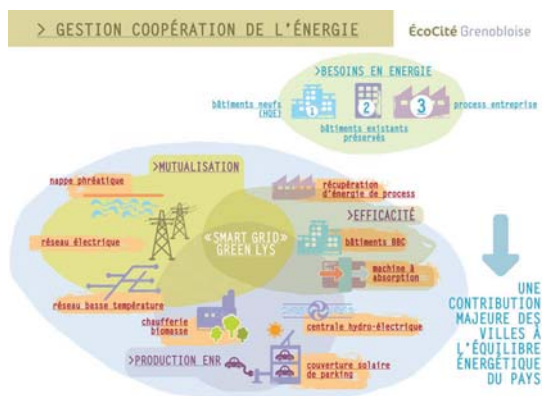 > GESTION COOPÉRATION DE L'ÉNERGIE
ÉcoCité Grenobloise
>BESOINS EN ENERGIE
bâtiments neufs
(HQE)
1
2
3
process entreprise
bâtiments existants
préservés
>MUTUALISATION
nappe phréatique
récupération
d'énergie de process
>EFFICACITÉ
réseau électrique
«SMART GRID»
GREEN LYS
bâtiments BBC
machine à
absorption
réseau basse température
chaufferie
biomasse
centrale hydro-électrique
>PRODUCTION ENR
couverture solaire
de parking
UNE
CONTRIBUTION
MAJEURE DES
VILLES À
L'ÉQUILIBRE
ÉNERGÉTIQUE
DU PAYS